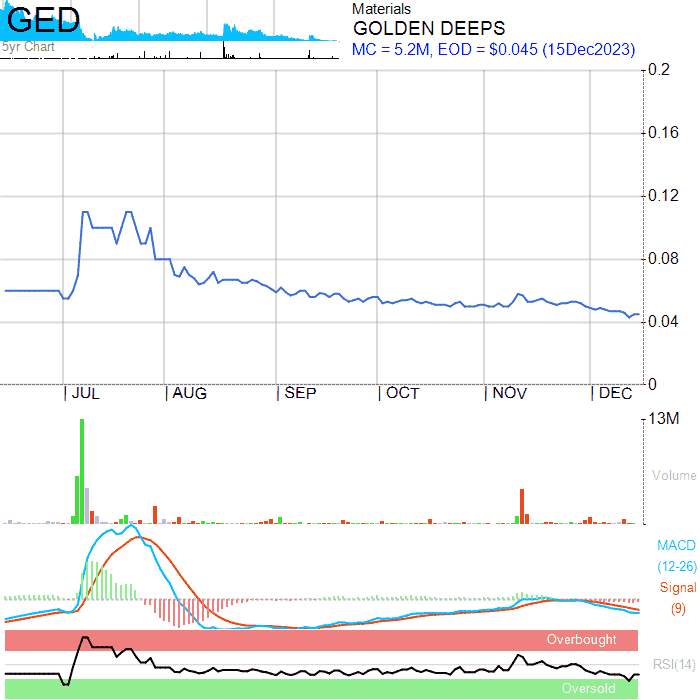 GED
5yr Chart
Materials
GOLDEN DEEPS
MC = 5.2M, EOD = $0.045 (15Dec2023)
0.2
0.16
0.12
0.08
0.04
0
JUL AUG SEP OCT NOV DEC
13M
Volume
MACD
(12-26)
Signal
(9)
Overbought
RSI(14)
Oversold